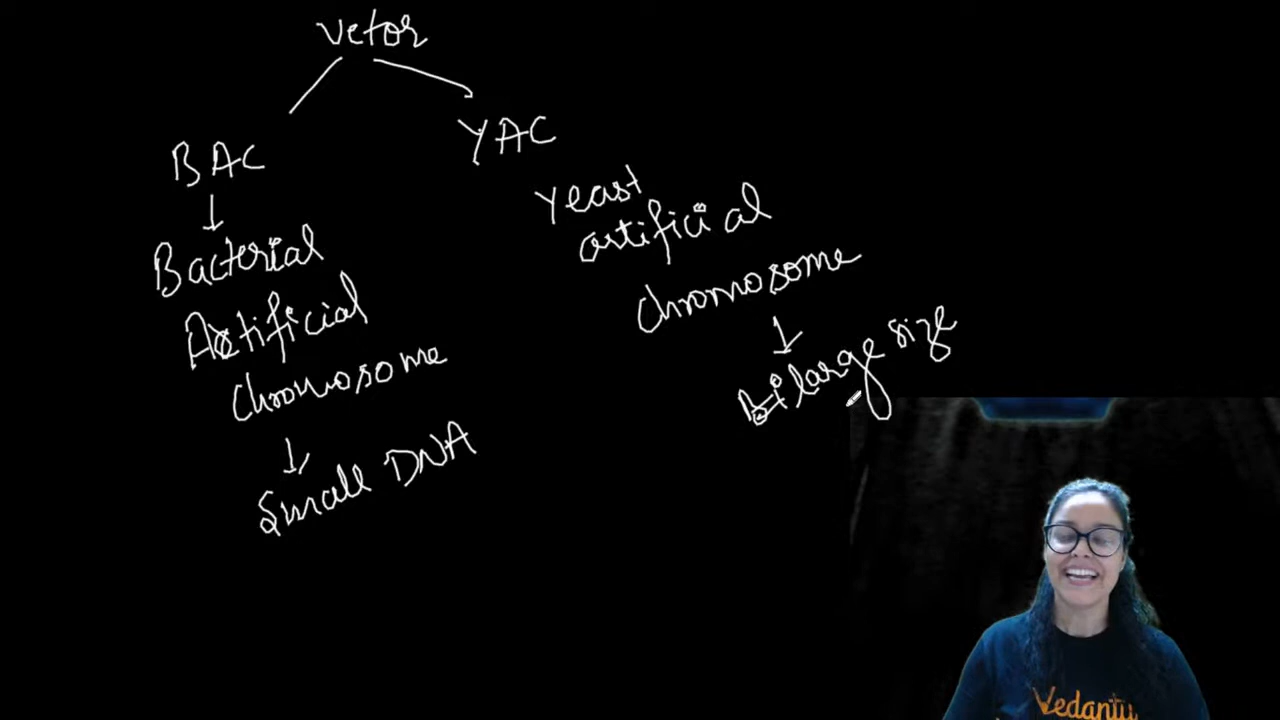 Vetor
BAC
YAC
Bacterial
Artificial
chromosome
Small DNA
Yeast
artificial
chromosome
large size
Vedantu